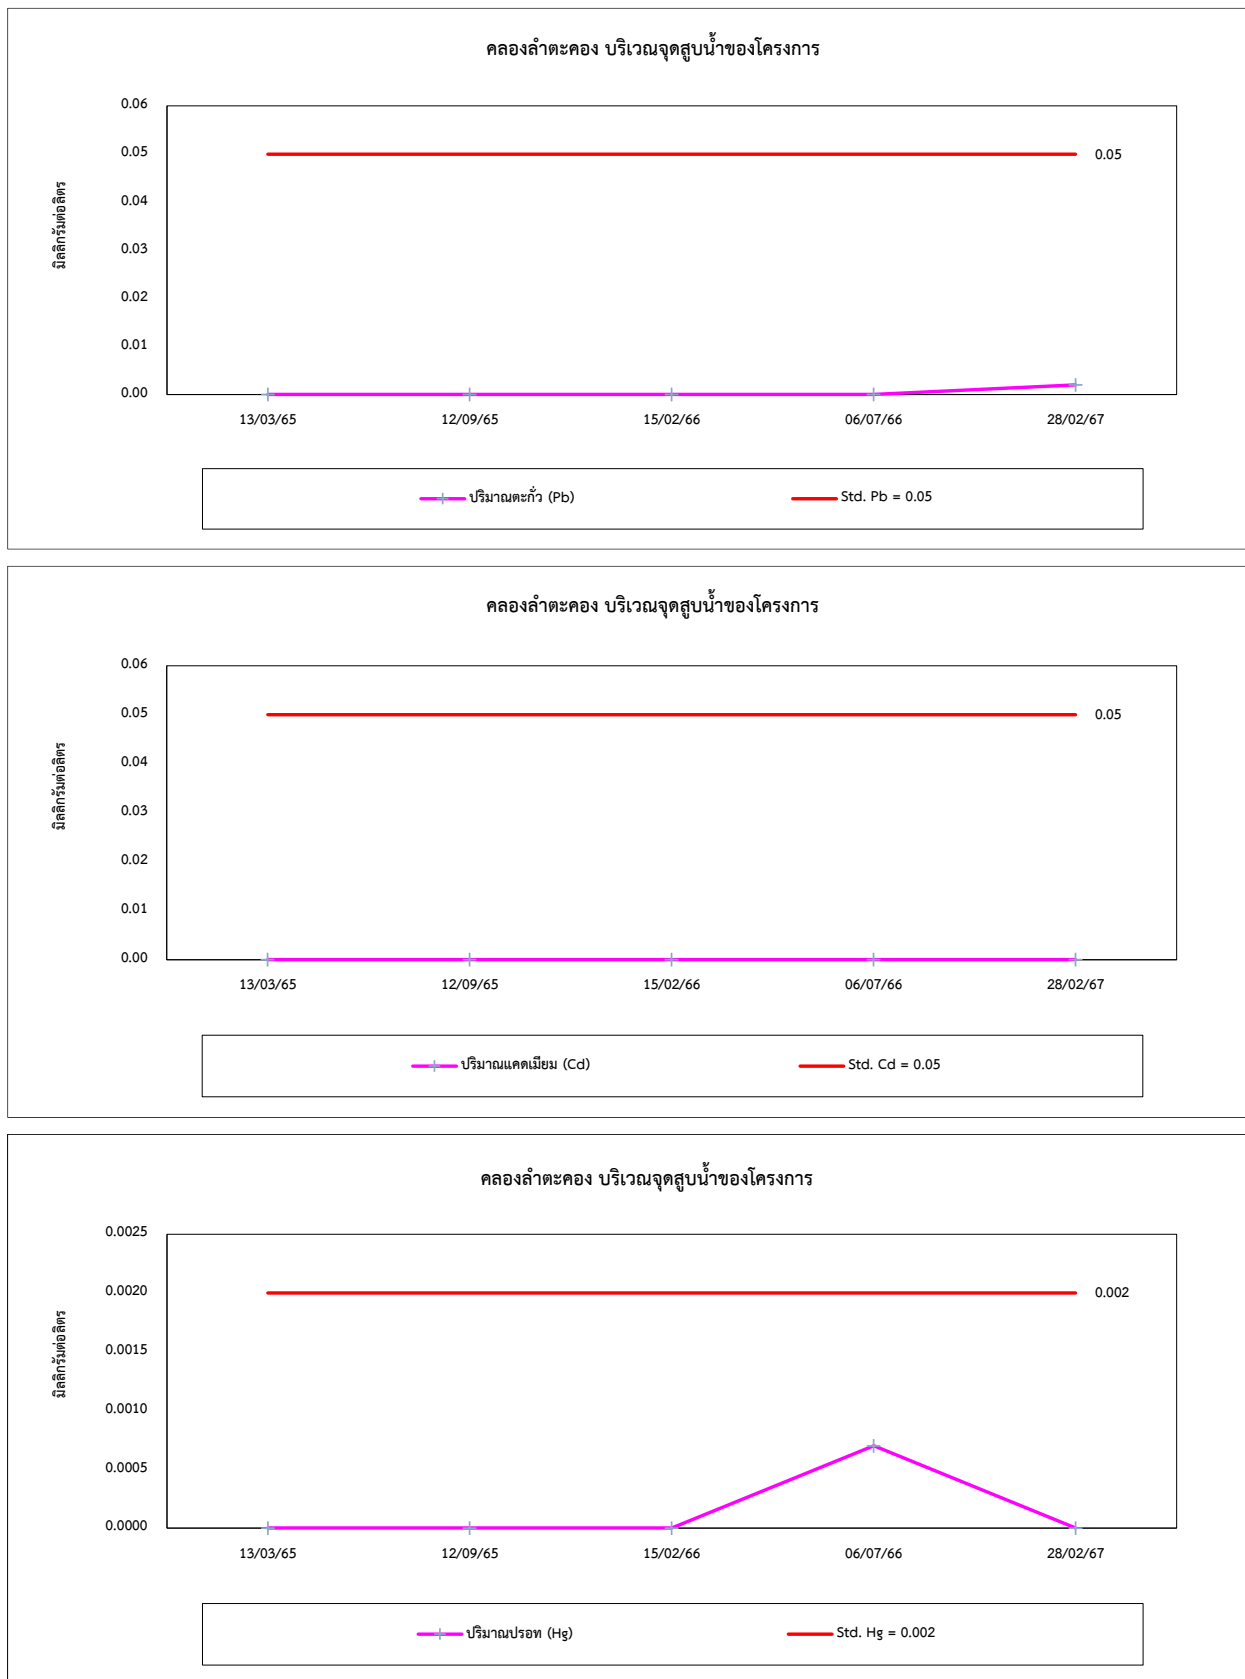 คลองลำตะคอง บริเวณจุดสูบน้ำของโครงการ
0.06
0.05
0.04
0.03
0.02
0.01
0.00
มิลลิกรัมต่อลิตร
0.05
13/03/65 12/09/65 15/02/66 06/07/66 28/02/67
ปริมาณตะกั่ว (Pb) Std. Pb = 0.05
คลองลำตะคอง บริเวณจุดสูบน้ำของโครงการ
0.06
0.05
0.04
0.03
0.02
0.01
0.00
มิลลิกรัมต่อลิตร
0.05
13/03/65 12/09/65 15/02/66 06/07/66 28/02/67
ปริมาณแคดเมียม (Cd) Std. Cd = 0.05
คลองลำตะคอง บริเวณจุดสูบน้ำของโครงการ
0.0025
0.0020
0.0015
0.0010
0.0005
0.0000
มิลลิกรัมต่อลิตร
0.002
13/03/65 12/09/65 15/02/66 06/07/66 28/02/67
ปริมาณปรอท (Hg) Std. Hg = 0.002